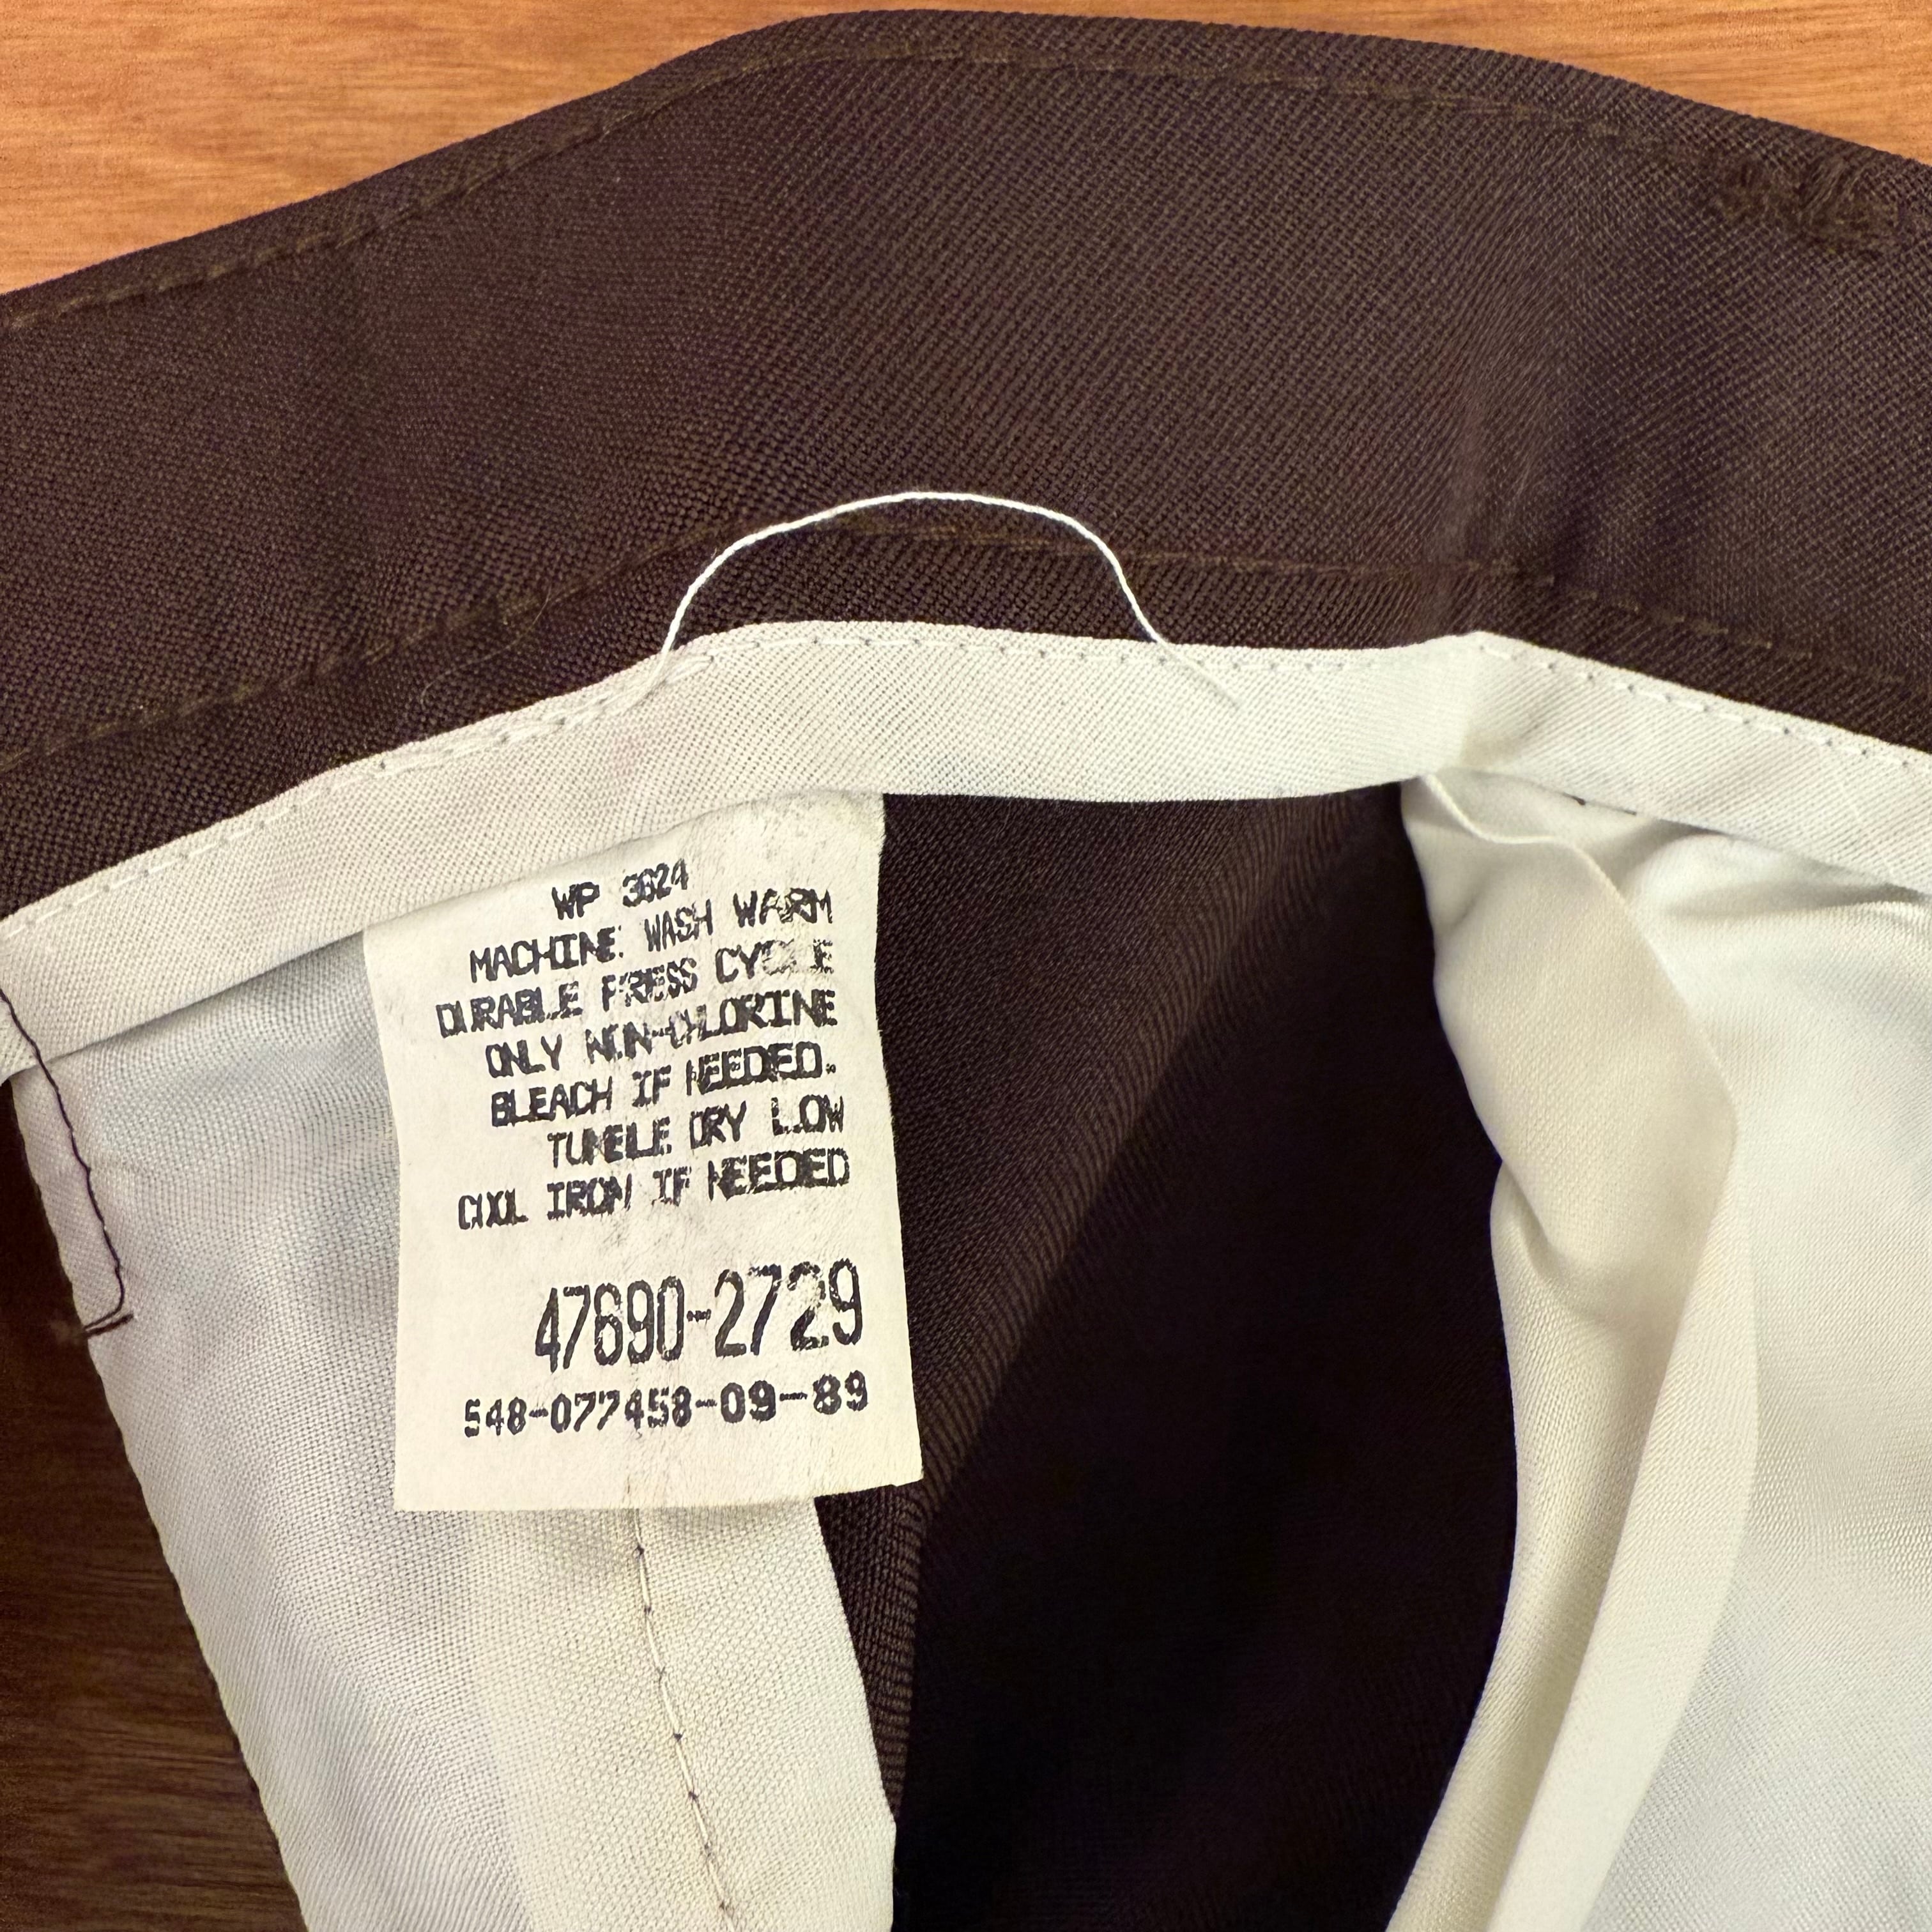 WP 3624
MACHINE WASH WARM
DURABLE PRESS CYCLE
ONLY NON-CHLORINE
BLEACH IF NEEDED.
TUMBLE DRY LOW
COOL IRON IF NEEDED
47690-2729
548-077458-09-89